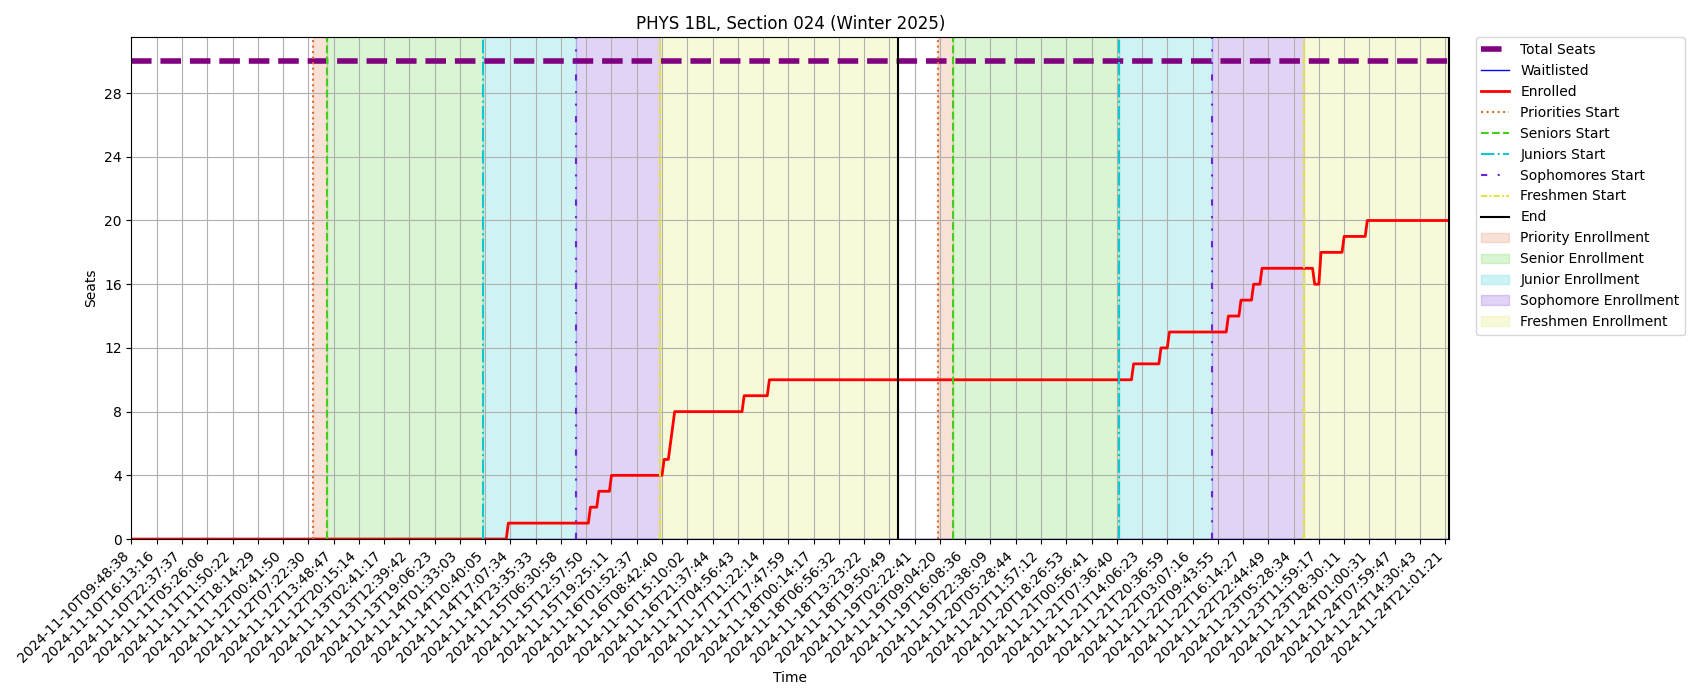 PHYS 1BL, Section 024 (Winter 2025)
Seats
28
24
20
16
12
8
4
0
2024-11-10T09:48:38
2024-11-10T16:13:16
2024-11-10T22:37:37
2024-11-11T05:26:06
2024-11-11T11:50:22
2024-11-11T18:14:29
2024-11-12T00:41:50
2024-11-12T07:22:30
2024-11-12T13:48:47
2024-11-12T20:15:14
2024-11-13T02:41:17
2024-11-13T12:39:42
2024-11-13T19:06:23
2024-11-14T01:33:03
2024-11-14T10:40:05
2024-11-14T17:07:34
2024-11-14T23:35:33
2024-11-15T06:30:58
2024-11-15T12:57:50
2024-11-15T19:25:11
2024-11-16T01:52:37
2024-11-16T08:42:40
2024-11-16T15:10:02
2024-11-16T21:37:44
2024-11-17T04:56:43
2024-11-17T11:22:14
2024-11-17T17:47:59
2024-11-18T00:14:17
2024-11-18T06:56:32
2024-11-18T13:23:22
2024-11-18T19:50:49
2024-11-19T02:22:41
2024-11-19T09:04:20
2024-11-19T16:08:36
2024-11-19T22:38:09
2024-11-20T05:28:44
2024-11-20T11:57:12
2024-11-20T18:26:53
2024-11-21T00:56:41
2024-11-21T07:36:40
2024-11-21T14:06:23
2024-11-21T20:36:59
2024-11-22T03:07:16
2024-11-22T09:43:55
2024-11-22T16:14:27
2024-11-22T22:44:49
2024-11-23T05:28:34
2024-11-23T11:59:17
2024-11-23T18:30:11
2024-11-24T01:00:31
2024-11-24T07:59:47
2024-11-24T14:30:43
2024-11-24T21:01:21
Time
Total Seats
Waitlisted
Enrolled
Priorities Start
Seniors Start
Juniors Start
Sophomores Start
Freshmen Start
End
Priority Enrollment
Senior Enrollment
Junior Enrollment
Sophomore Enrollment
Freshmen Enrollment